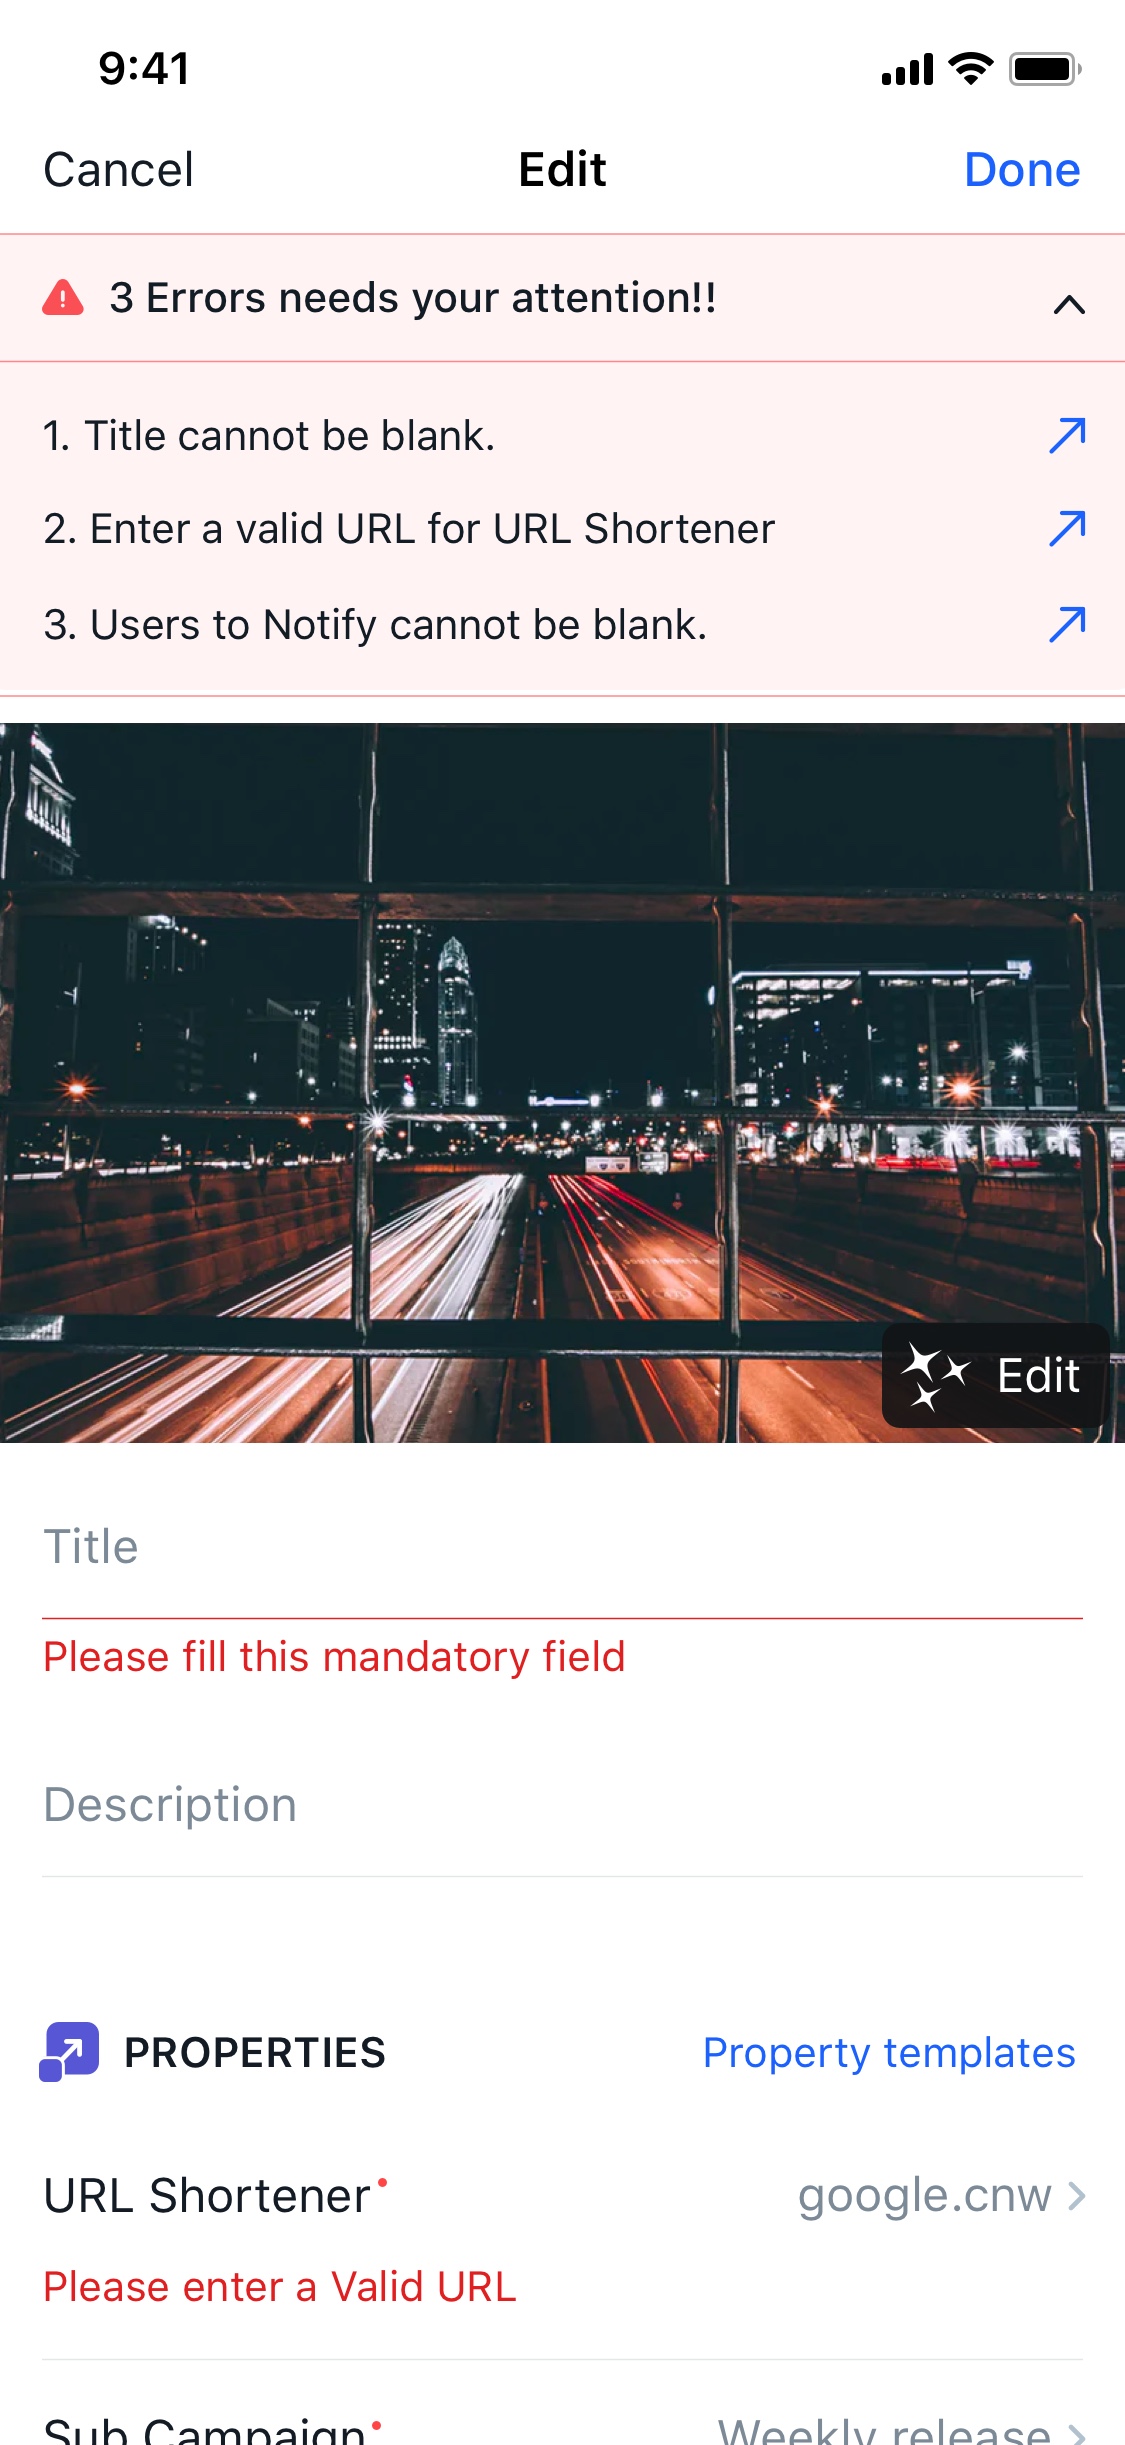 9:41
Cancel Edit Done
3 Errors needs your attention!!
1. Title cannot be blank.
2. Enter a valid URL for URL Shortener
3. Users to Notify cannot be blank.
Edit
Title
Please fill this mandatory field
Description
PROPERTIES Property templates
URL Shortener google.cnw
Please enter a Valid URL
Sub Campaign Weekly release